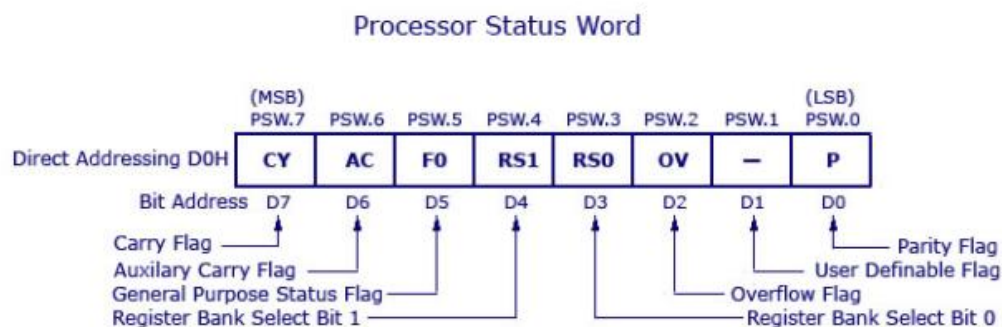 Processor Status Word
(MSB) (LSB)
PSW.7 PSW.6 PSW.5 PSW.4 PSW.3 PSW.2 PSW.1 PSW.0
Direct Addressing D0H CY AC F0 RS1 RS0 OV — P
Bit Address D7 D6 D5 D4 D3 D2 D1 D0
Carry Flag Parity Flag
Auxilary Carry Flag User Definable Flag
General Purpose Status Flag Overflow Flag
Register Bank Select Bit 1 Register Bank Select Bit 0